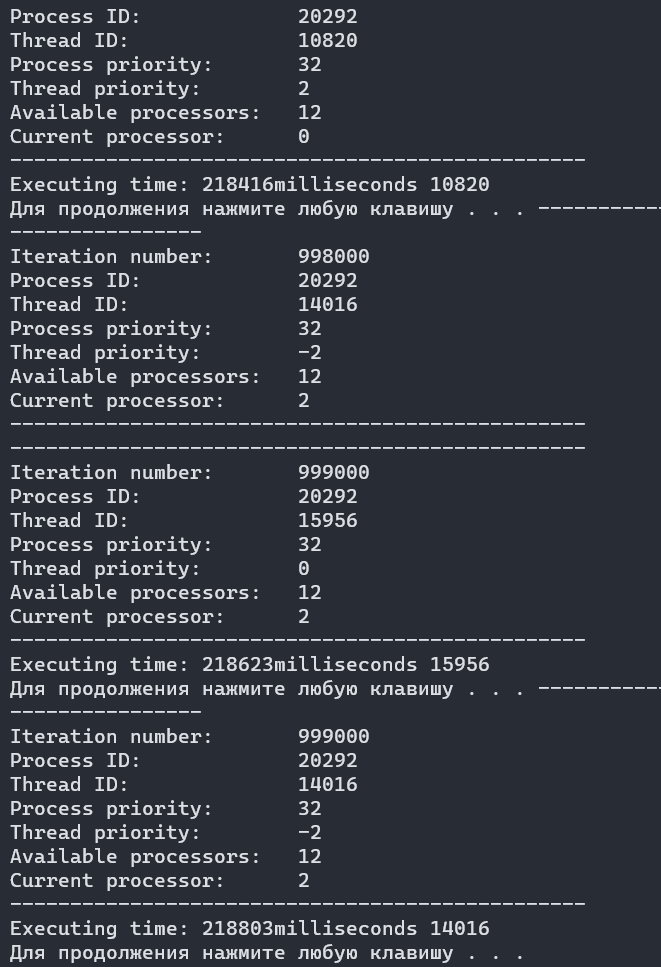 Process ID:             20292
Thread ID:              10820
Process priority:       32
Thread priority:        2
Available processors:   12
Current processor:      0
------------------------------------------------
Executing time: 218416milliseconds 10820
Для продолжения нажмите любую клавишу . . . -----------
----------------
Iteration number:       998000
Process ID:             20292
Thread ID:              14016
Process priority:       32
Thread priority:        -2
Available processors:   12
Current processor:      2
------------------------------------------------
------------------------------------------------
Iteration number:       999000
Process ID:             20292
Thread ID:              15956
Process priority:       32
Thread priority:        0
Available processors:   12
Current processor:      2
------------------------------------------------
Executing time: 218623milliseconds 15956
Для продолжения нажмите любую клавишу . . . -----------
----------------
Iteration number:       999000
Process ID:             20292
Thread ID:              14016
Process priority:       32
Thread priority:        -2
Available processors:   12
Current processor:      2
------------------------------------------------
Executing time: 218803milliseconds 14016
Для продолжения нажмите любую клавишу . . .